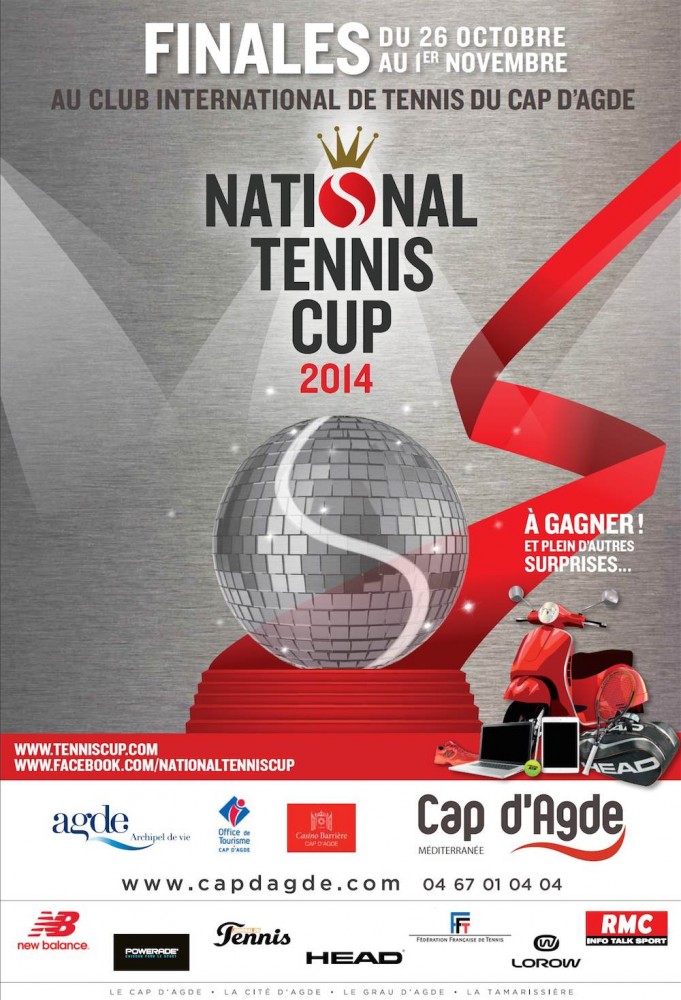 FINALES DU 26 OCTOBRE
AU 1ER NOVEMBRE
AU CLUB INTERNATIONAL DE TENNIS DU CAP D'AGDE
NATIONAL
TENNIS
CUP
2014
À GAGNER !
ET PLEIN D'AUTRES
SURPRISES...
HEAD
WWW.TENNISCUP.COM
WWW.FACEBOOK.COM/NATIONALTENNISCUP
agde
Archipel de vie
Office de
Tourisme
CAP D'AGDE
Casino Barrière
CAP D'AGDE
Cap d'Agde
MÉDITERRANÉE
www.capdagde.com 04 67 01 04 04
new balance
POWERADE
Tennis
HEAD
FFT
FÉDÉRATION FRANÇAISE DE TENNIS
LOROW
RMC
INFO TALK SPORT
LE CAP D'AGDE • LA CITÉ D'AGDE • LE GRAU D'AGDE • LA TAMARISSIÈRE